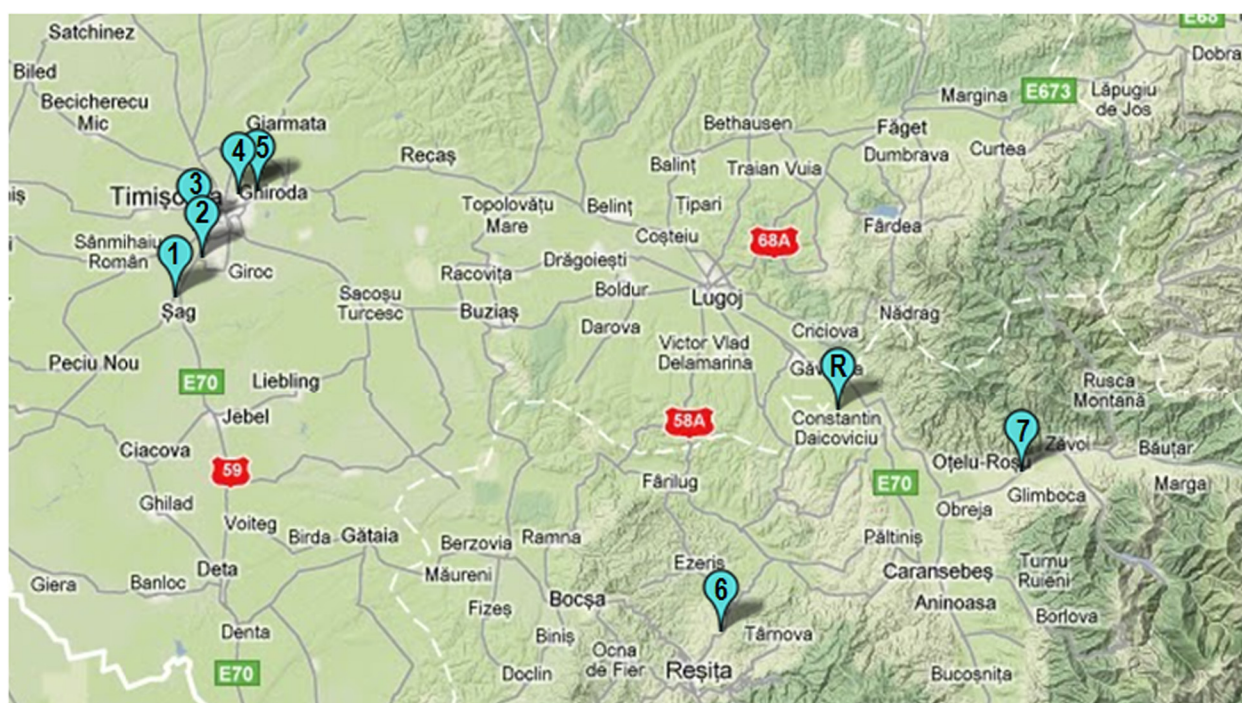 Satchinez
E68
Dobra
Biled
Becicherecu
Mic
Margina
E673
Lăpugiu
de Jos
Giarmata
Bethausen
Făget
4
5
Recaș
Dumbrava
Curtea
Balinț
Traian Vuia
3
Timișoa
Ghiroda
2
Topolovățu
Mare
Belinț
Țipari
Fârdea
Sânmihaiu
Român
1
Coșteiu
68A
Giroc
Racovița
Drăgoiești
Sacoșu
Turcesc
Boldur
Lugoj
Șag
Buziaș
Darova
Nădrag
Criciova
Victor Vlad
Delamarina
Peciu Nou
R
E70
Liebling
Rusca
Montană
Jebel
58A
Constantin
Daicoviciu
7
Zăvoi
Ciacova
Băuțar
59
Oțelu-Roșu
Fârliug
E70
Marga
Ghilad
Glimboca
Obreja
Voiteg
Birda
Gătaia
Berzovia
Ramna
Păltiniș
Ezeriș
Turnu
Ruieni
Deta
Giera
Banloc
Măureni
Caransebeș
6
Fizeș
Bocșa
Aninoasa
Borlova
Denta
Biniș
Târnova
Ocna
de Fier
E70
Doclin
Reșița
Bucoșnița